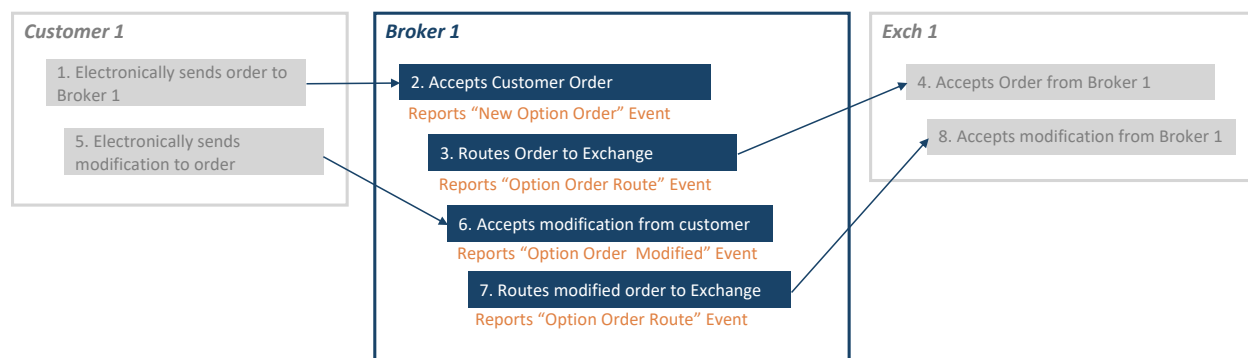 Customer 1
1. Electronically sends order to
Broker 1
5. Electronically sends
modification to order
Broker 1
2. Accepts Customer Order
Reports “New Option Order” Event
3. Routes Order to Exchange
Reports “Option Order Route” Event
6. Accepts modification from customer
Reports “Option Order  Modified” Event
7. Routes modified order to Exchange
Reports “Option Order Route” Event
Exch 1
4. Accepts Order from Broker 1
8. Accepts modification from Broker 1